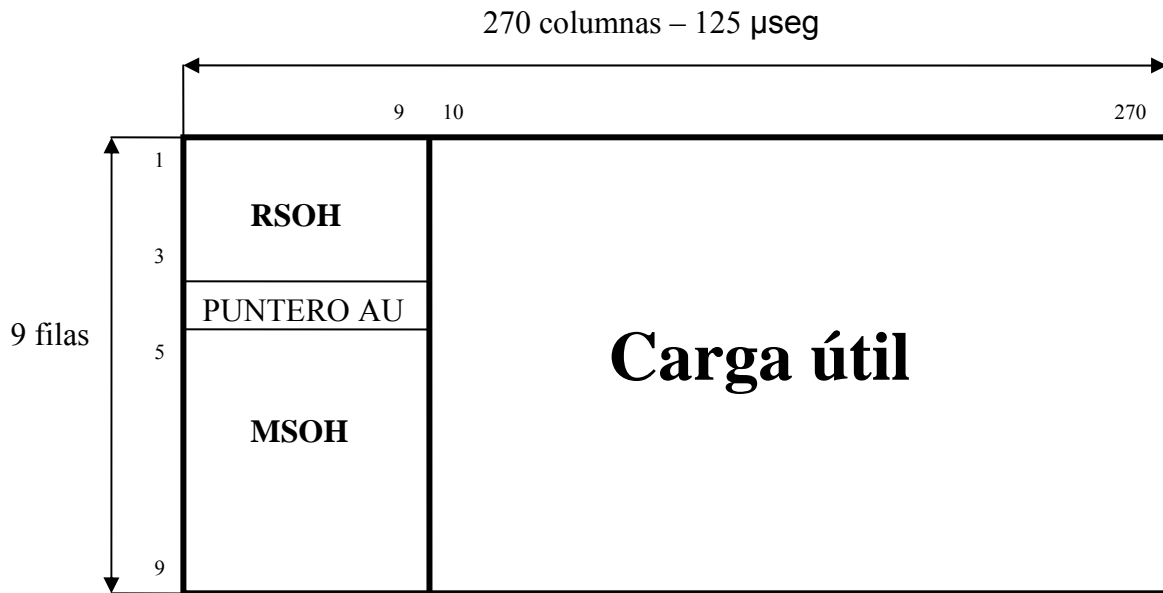 270 columnas – 125 μseg
9 10 270
1
RSOH
3
PUNTERO AU
9 filas
5
Carga útil
MSOH
9